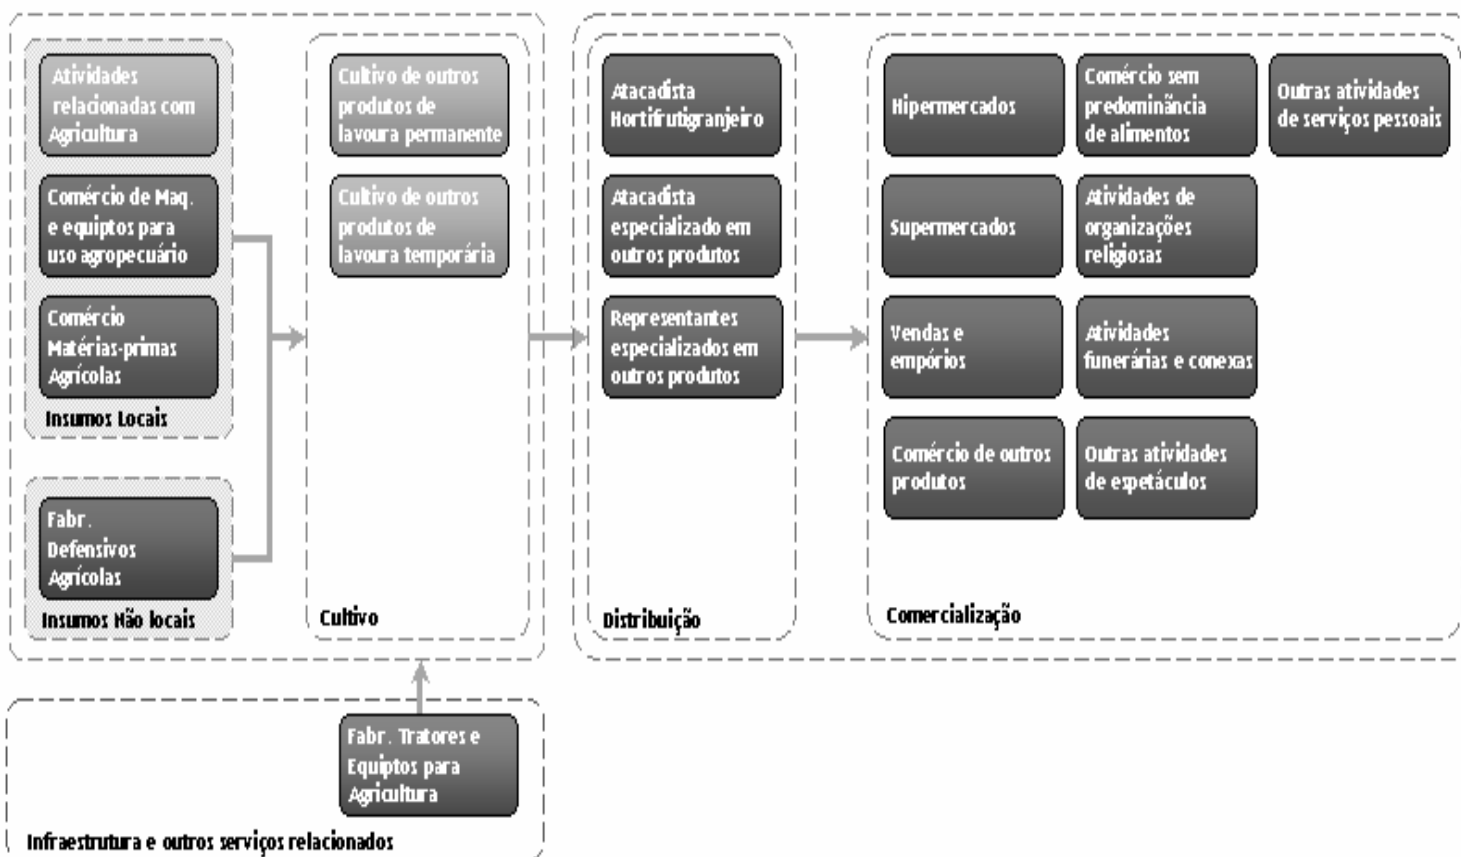 Atividades
relacionadas com
Agricultura
Comércio de Maq.
e equiptos para
uso agropecuário
Comércio
Matérias-primas
Agrícolas
Insumos Locais
Fabr.
Defensivos
Agrícolas
Insumos Não locais
Cultivo de outros
produtos de
lavoura permanente
Cultivo de outros
produtos de
lavoura temporária
Cultivo
Atacadista
Hortifrutigranjeiro
Atacadista
especializado em
outros produtos
Representantes
especializados em
outros produtos
Distribuição
Hipermercados
Supermercados
Vendas e
empórios
Comércio de outros
produtos
Comércio sem
predominância
de alimentos
Atividades de
organizações
religiosas
Atividades
funerárias e conexas
Outras atividades
de espetáculos
Outras atividades
de serviços pessoais
Comercialização
Fabr. Tratores e
Equiptos para
Agricultura
Infraestrutura e outros serviços relacionados